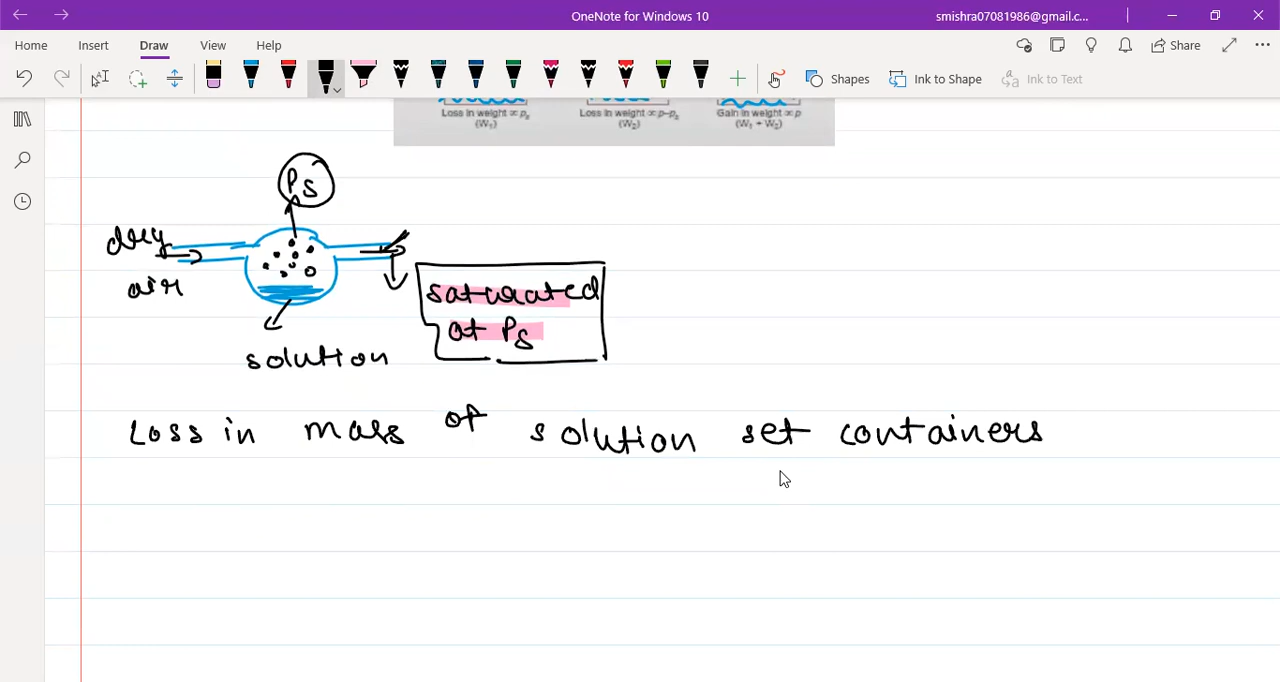 OneNote for Windows 10
smishra07081986@gmail.c...
Home Insert Draw View Help
Share
Shapes Ink to Shape Ink to Text
Loss in weight ∝ pₛ Loss in weight ∝ p-pₛ Gain in weight ∝ p
(W₁) (W₂) (W₁ + W₂)
Ps
dry
air
saturated
at Ps
solution
Loss in mass of solution set containers